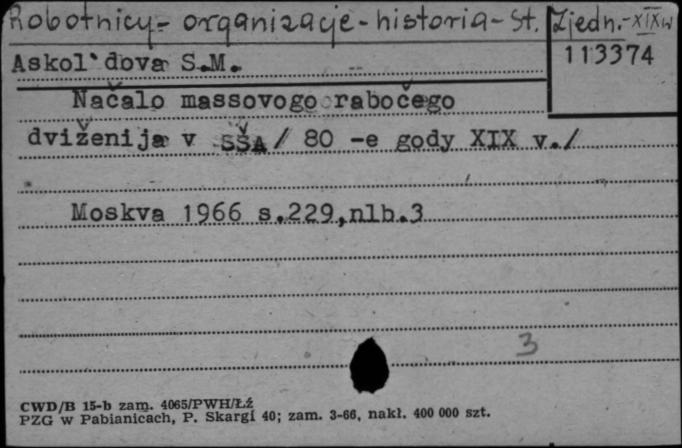 Robotnicy - organizacje - historia - St. Zjedn. - XIX w
113374
Askol'dova S.M.
Načalo massovogo rabočego
dviženija v SŠA / 80 -e gody XIX v./
Moskva 1966 s.229,nlb.3
3
CWD/B 15-b zam. 4065/PWH/Łź
PZG w Pabianicach, P. Skargi 40; zam. 3-66, nakł. 400 000 szt.